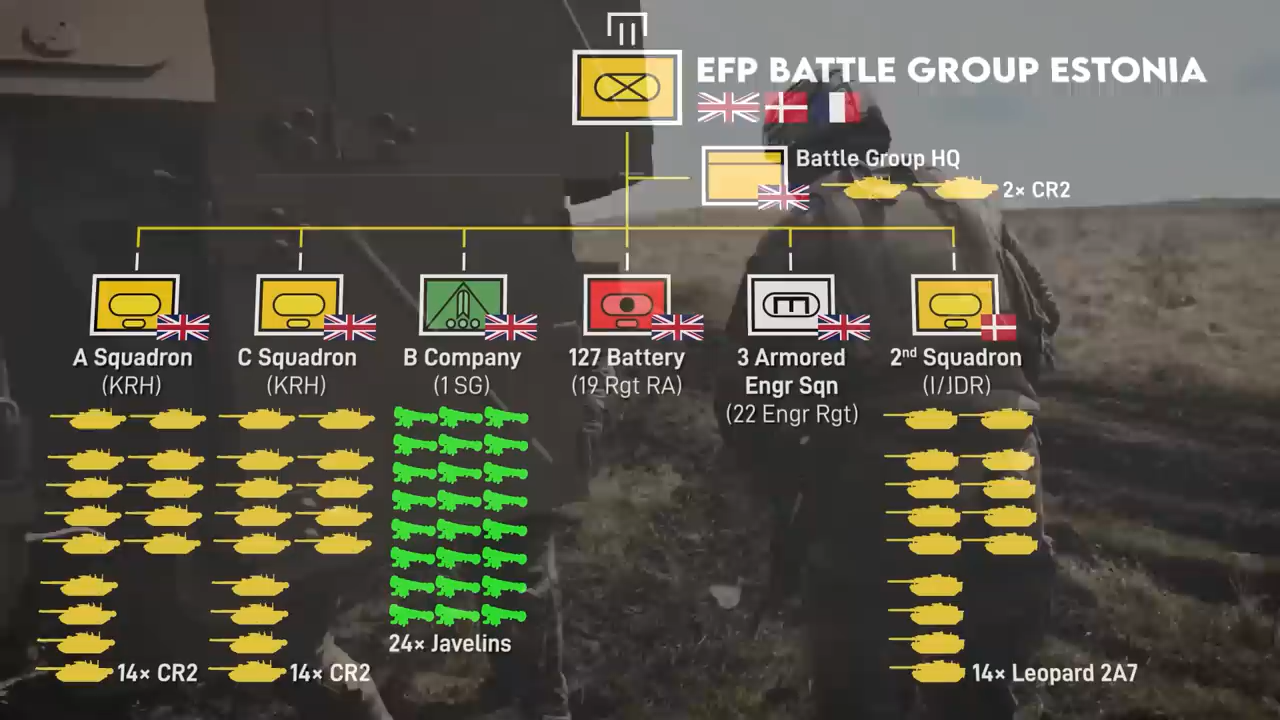 EFP BATTLE GROUP ESTONIA
Battle Group HQ
2× CR2
A Squadron
(KRH)
C Squadron
(KRH)
B Company
(1 SG)
127 Battery
(19 Rgt RA)
3 Armored
Engr Sqn
(22 Engr Rgt)
2nd Squadron
(I/JDR)
14× CR2
14× CR2
24× Javelins
14× Leopard 2A7